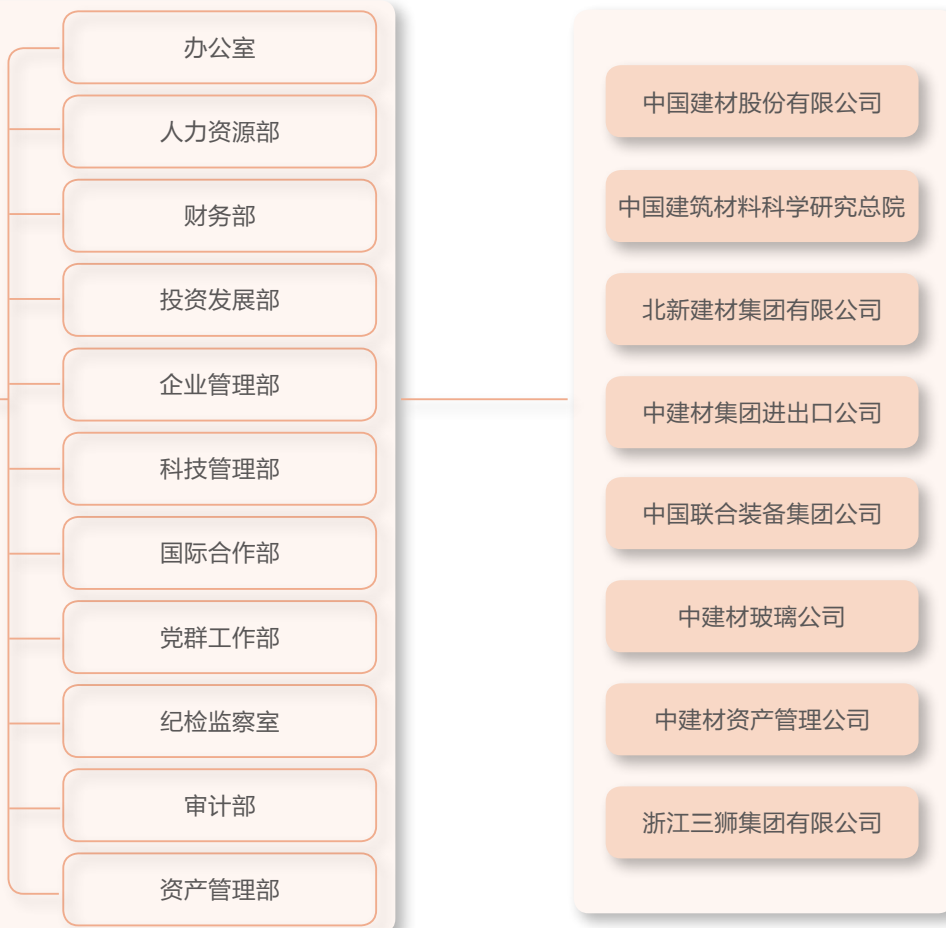 办公室
人力资源部
财务部
投资发展部
企业管理部
科技管理部
国际合作部
党群工作部
纪检监察室
审计部
资产管理部
中国建材股份有限公司
中国建筑材料科学研究总院
北新建材集团有限公司
中建材集团进出口公司
中国联合装备集团公司
中建材玻璃公司
中建材资产管理公司
浙江三狮集团有限公司